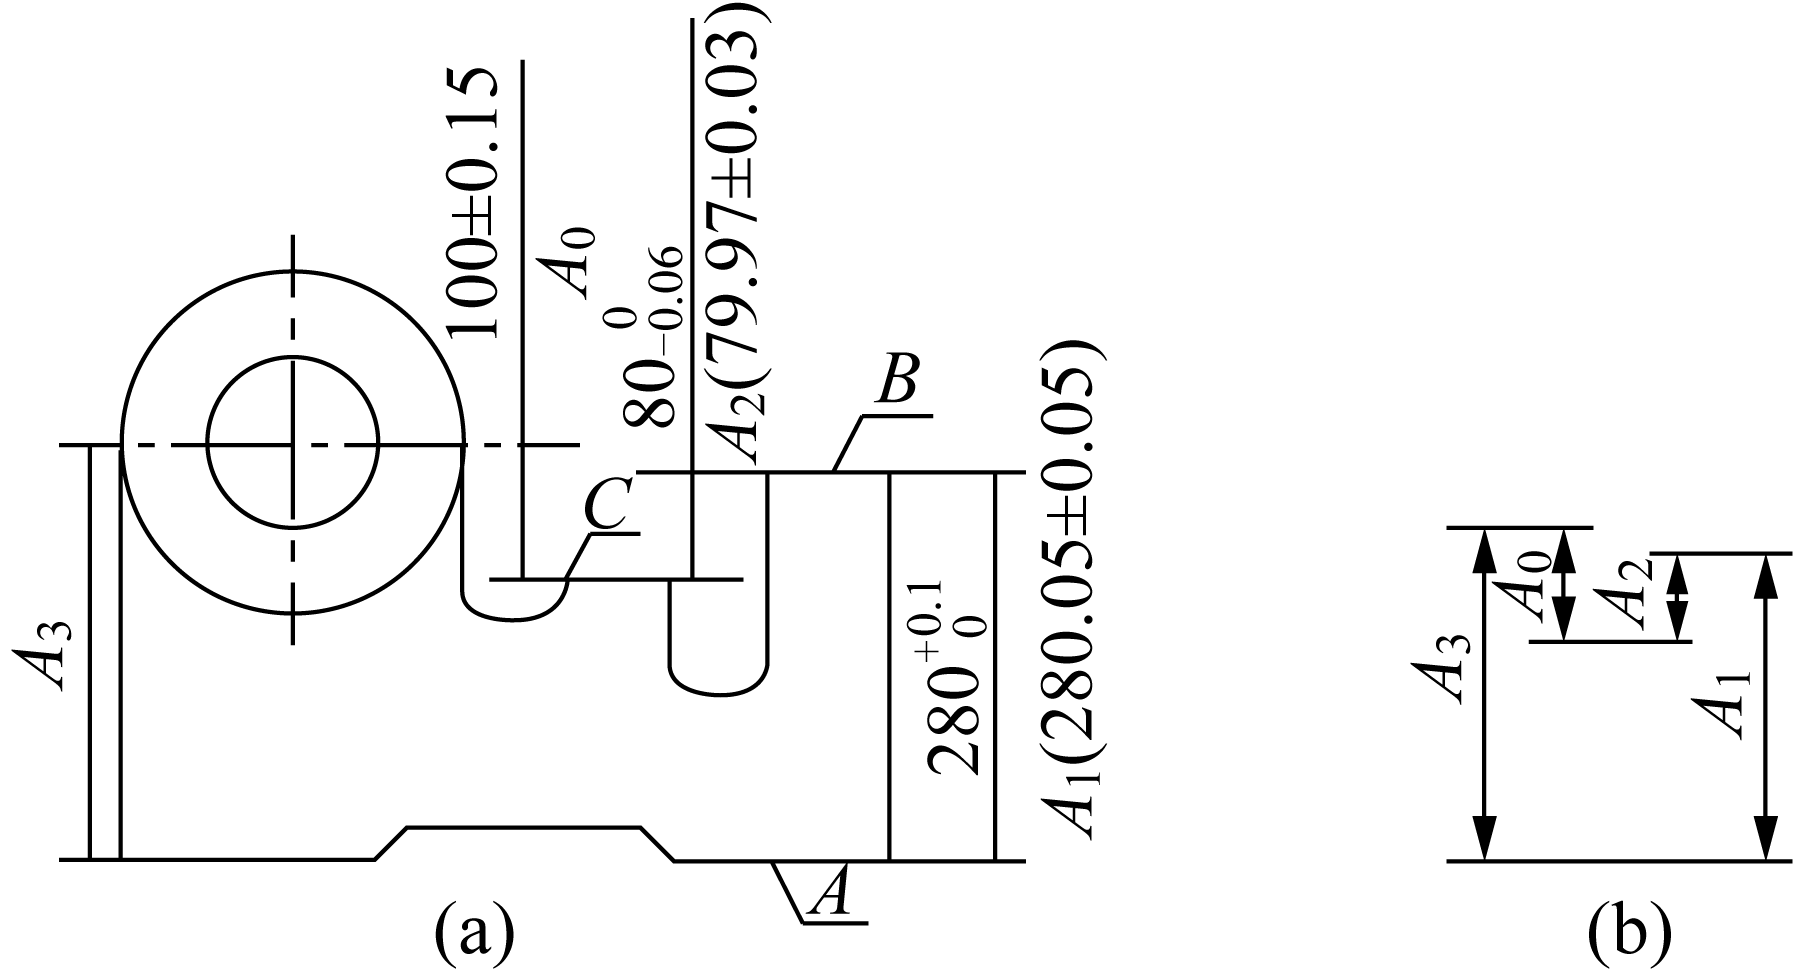 100±0.15
A₀
80 0 −0.06
A₂(79.97±0.03)
B
C
A₃
280 +0.1 0
A₁(280.05±0.05)
A
(a)
A₃
A₀
A₂
A₁
(b)